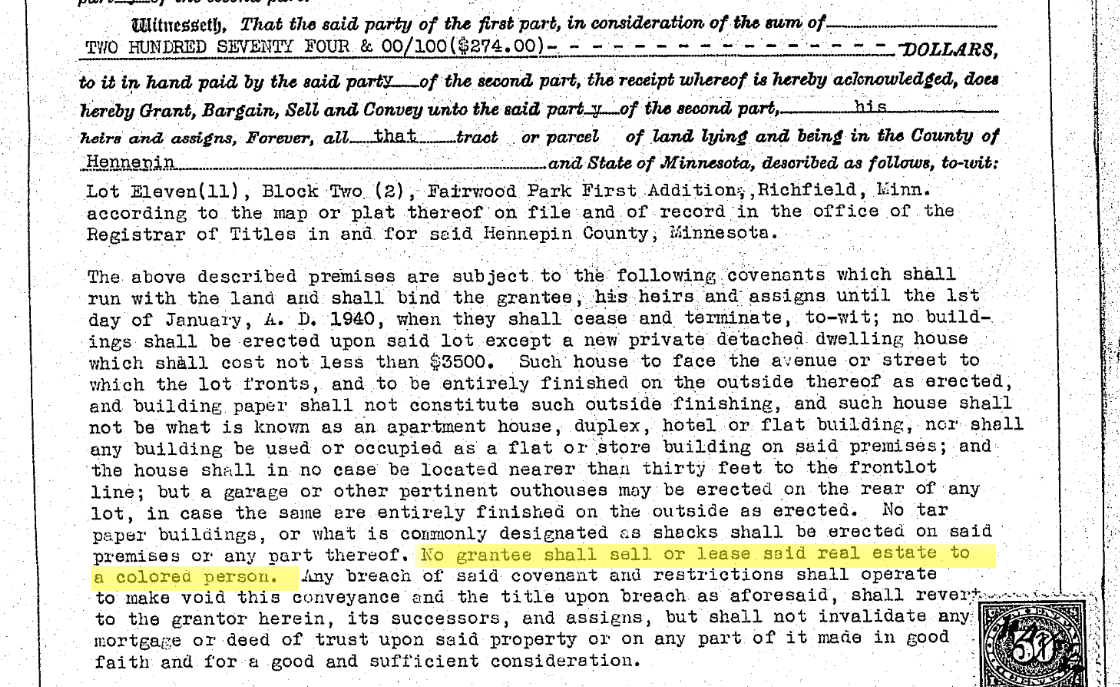 party of the second part.
Witnesseth, That the said party of the first part, in consideration of the sum of
TWO HUNDRED SEVENTY FOUR & 00/100($274.00)- - - - - - - - - - - - - - - - DOLLARS,
to it in hand paid by the said party of the second part, the receipt whereof is hereby acknowledged, does
hereby Grant, Bargain, Sell and Convey unto the said party of the second part, his
heirs and assigns, Forever, all that tract or parcel of land lying and being in the County of
Hennepin and State of Minnesota, described as follows, to-wit:
Lot Eleven(11), Block Two (2), Fairwood Park First Addition,,Richfield, Minn.
according to the map or plat thereof on file and of record in the office of the
Registrar of Titles in and for said Hennepin County, Minnesota.
The above described premises are subject to the following covenants which shall
run with the land and shall bind the grantee, his heirs and assigns until the 1st
day of January, A. D. 1940, when they shall cease and terminate, to-wit; no build-
ings shall be erected upon said lot except a new private detached dwelling house
which shall cost not less than $3500. Such house to face the avenue or street to
which the lot fronts, and to be entirely finished on the outside thereof as erected,
and building paper shall not constitute such outside finishing, and such house shall
not be what is known as an apartment house, duplex, hotel or flat building, nor shall
any building be used or occupied as a flat or store building on said premises; and
the house shall in no case be located nearer than thirty feet to the frontlot
line; but a garage or other pertinent outhouses may be erected on the rear of any
lot, in case the same are entirely finished on the outside as erected. No tar
paper buildings, or what is commonly designated as shacks shall be erected on said
premises or any part thereof. No grantee shall sell or lease said real estate to
a colored person. Any breach of said covenant and restrictions shall operate
to make void this conveyance and the title upon breach as aforesaid, shall revert
to the grantor herein, its successors, and assigns, but shall not invalidate any
mortgage or deed of trust upon said property or on any part of it made in good
faith and for a good and sufficient consideration.
50